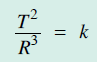 T²/R³ = k